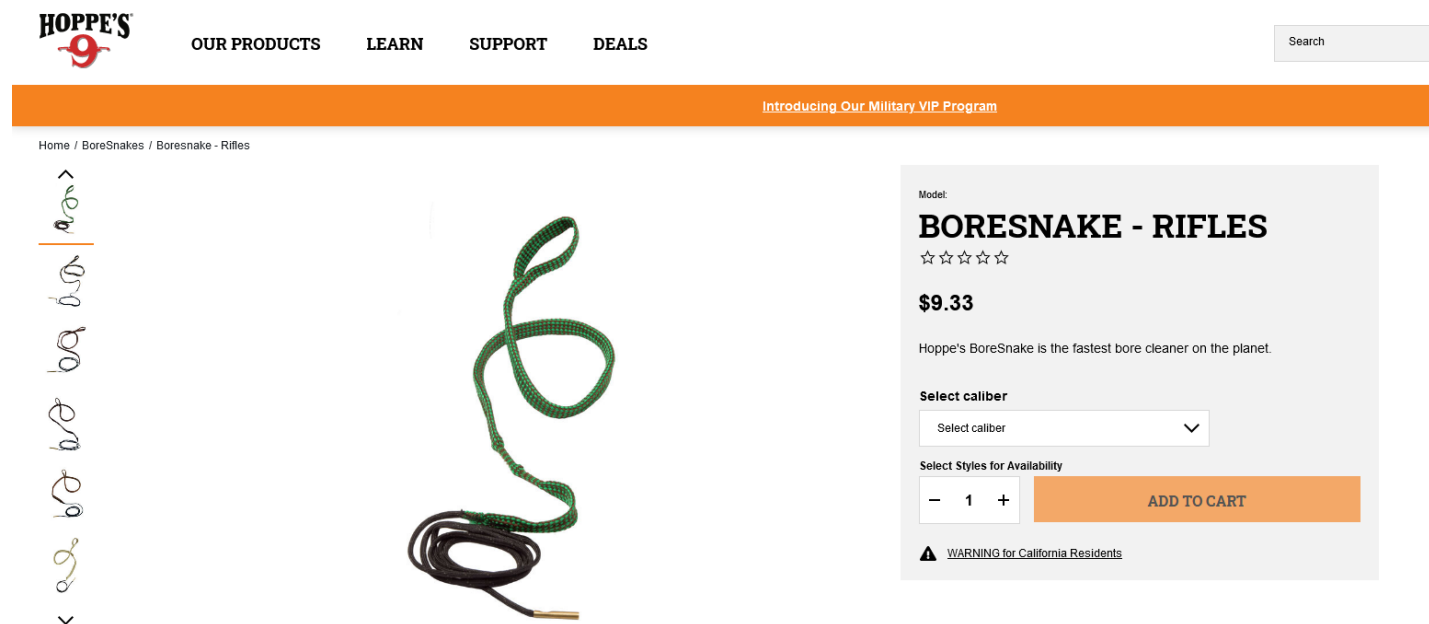 HOPPE'S
9
OUR PRODUCTS LEARN SUPPORT DEALS
Search
Introducing Our Military VIP Program
Home / BoreSnakes / Boresnake - Rifles
Model:
BORESNAKE - RIFLES
$9.33
Hoppe's BoreSnake is the fastest bore cleaner on the planet.
Select caliber
Select caliber
Select Styles for Availability
1
ADD TO CART
WARNING for California Residents